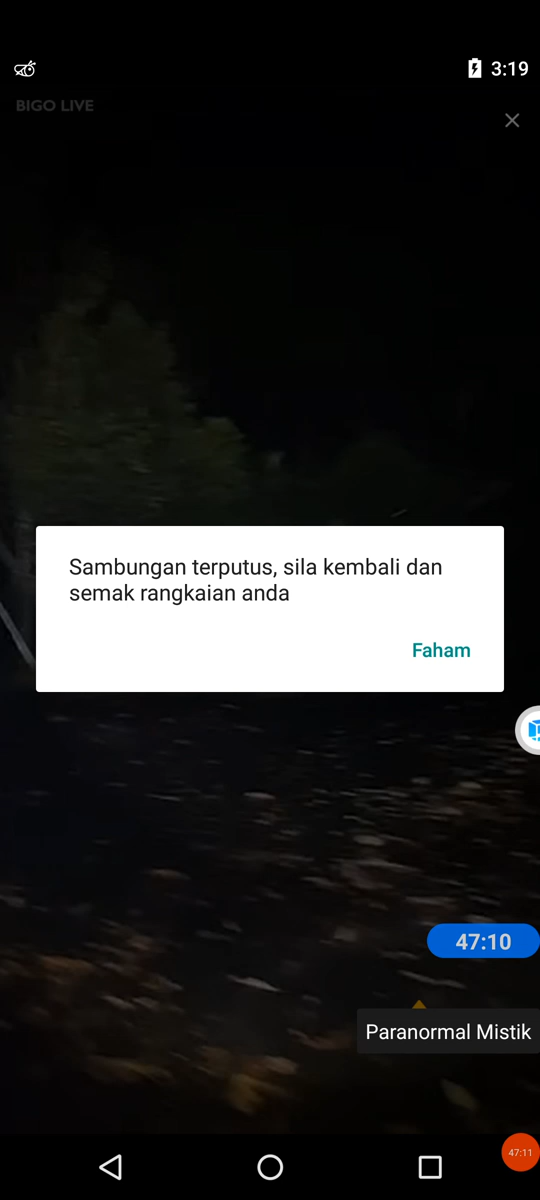 3:19
BIGO LIVE
Sambungan terputus, sila kembali dan
semak rangkaian anda
Faham
47:10
Paranormal Mistik
47:11